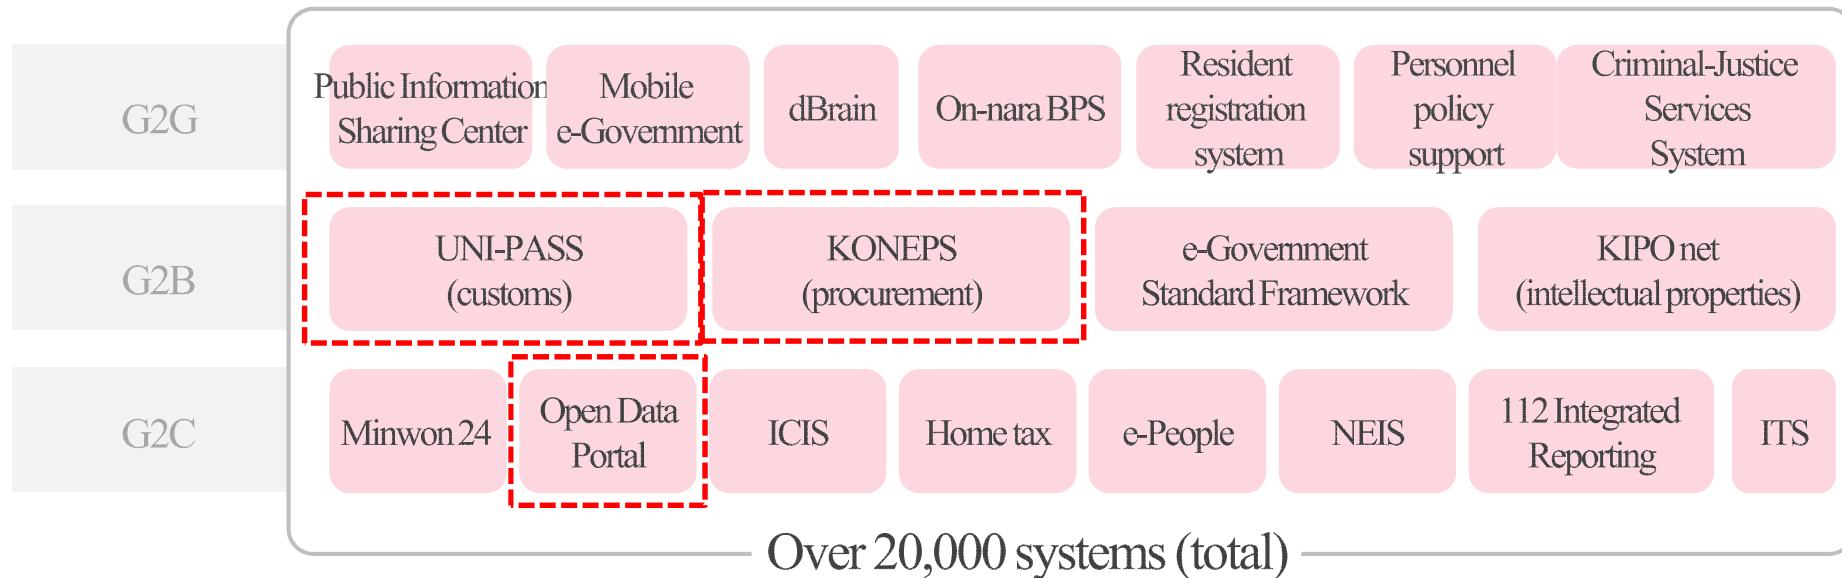 G2G
Public Information
Sharing Center
Mobile
e-Government
dBrain
On-nara BPS
Resident
registration
system
Personnel
policy
support
Criminal-Justice
Services
System
G2B
UNI-PASS
(customs)
KONEPS
(procurement)
e-Government
Standard Framework
KIPO net
(intellectual properties)
G2C
Minwon 24
Open Data
Portal
ICIS
Home tax
e-People
NEIS
112 Integrated
Reporting
ITS
Over 20,000 systems (total)